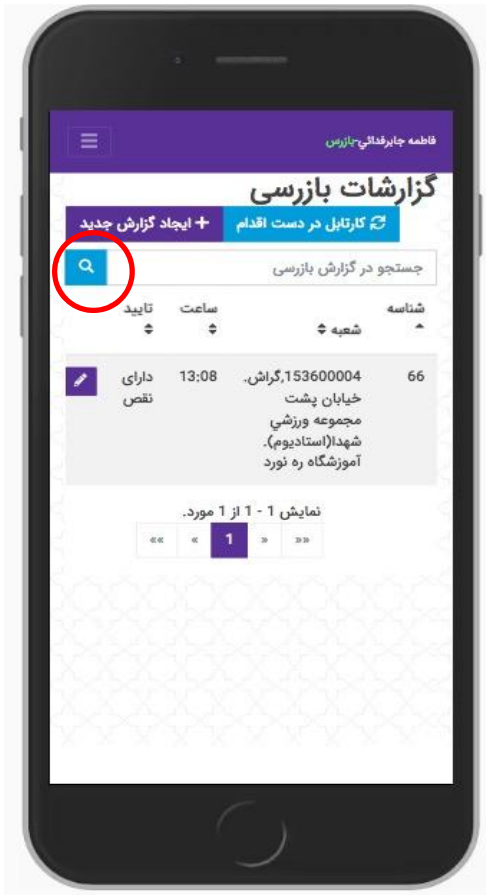 فاطمه جابرفدائي-بازرس
گزارشات بازرسی
کارتابل در دست اقدام
+ ایجاد گزارش جدید
جستجو در گزارش بازرسی
شناسه شعبه ساعت تایید
66 153600004,گراش. 13:08 دارای
خیابان پشت نقص
مجموعه ورزشي
شهدا(استادیوم).
آموزشگاه ره نورد
نمایش 1 - 1 از 1 مورد.
«« « 1 » »»